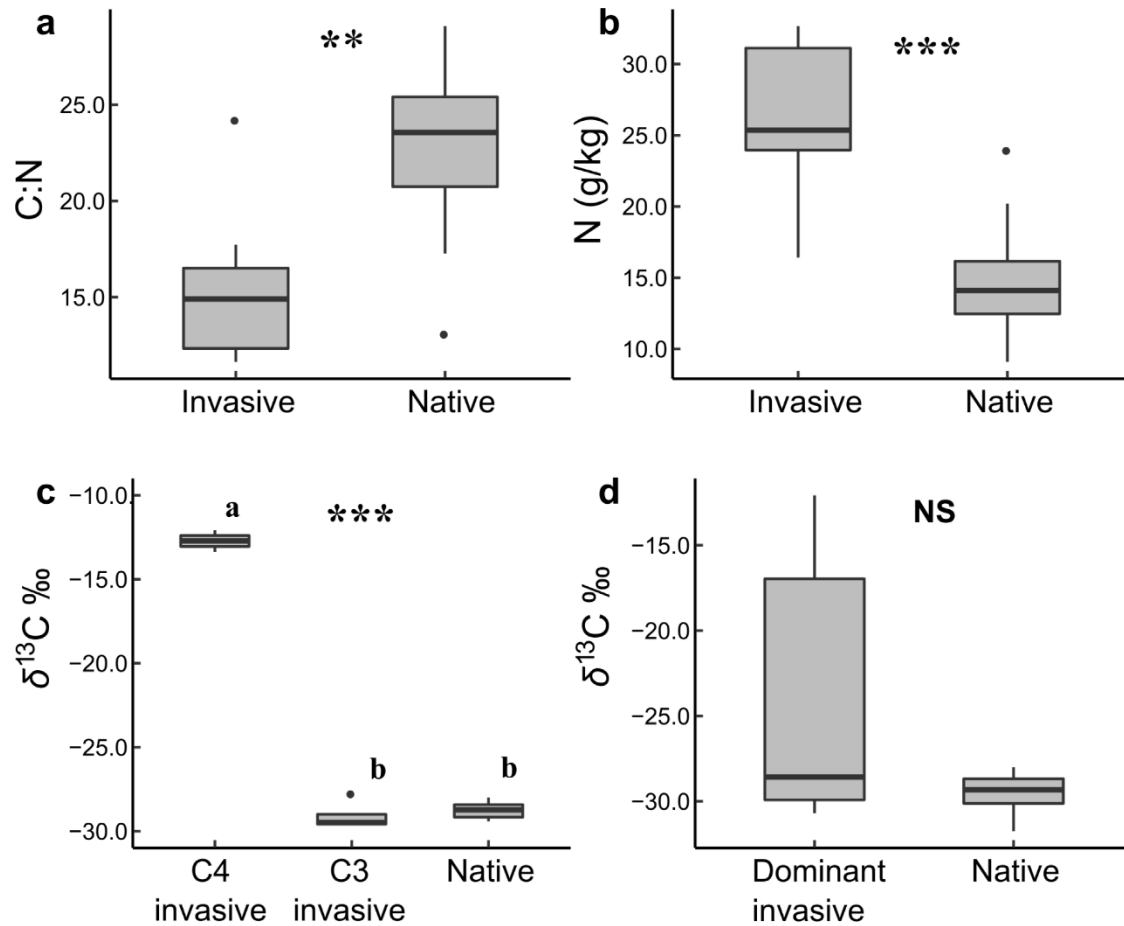 a
**
C:N
25.0
20.0
15.0
Invasive Native
b
***
N (g/kg)
30.0
25.0
20.0
15.0
10.0
Invasive Native
c
***
δ¹³C ‰
−10.0
−15.0
−20.0
−25.0
−30.0
a
b
b
C4 invasive
C3 invasive
Native
d
NS
δ¹³C ‰
−15.0
−20.0
−25.0
−30.0
Dominant invasive
Native